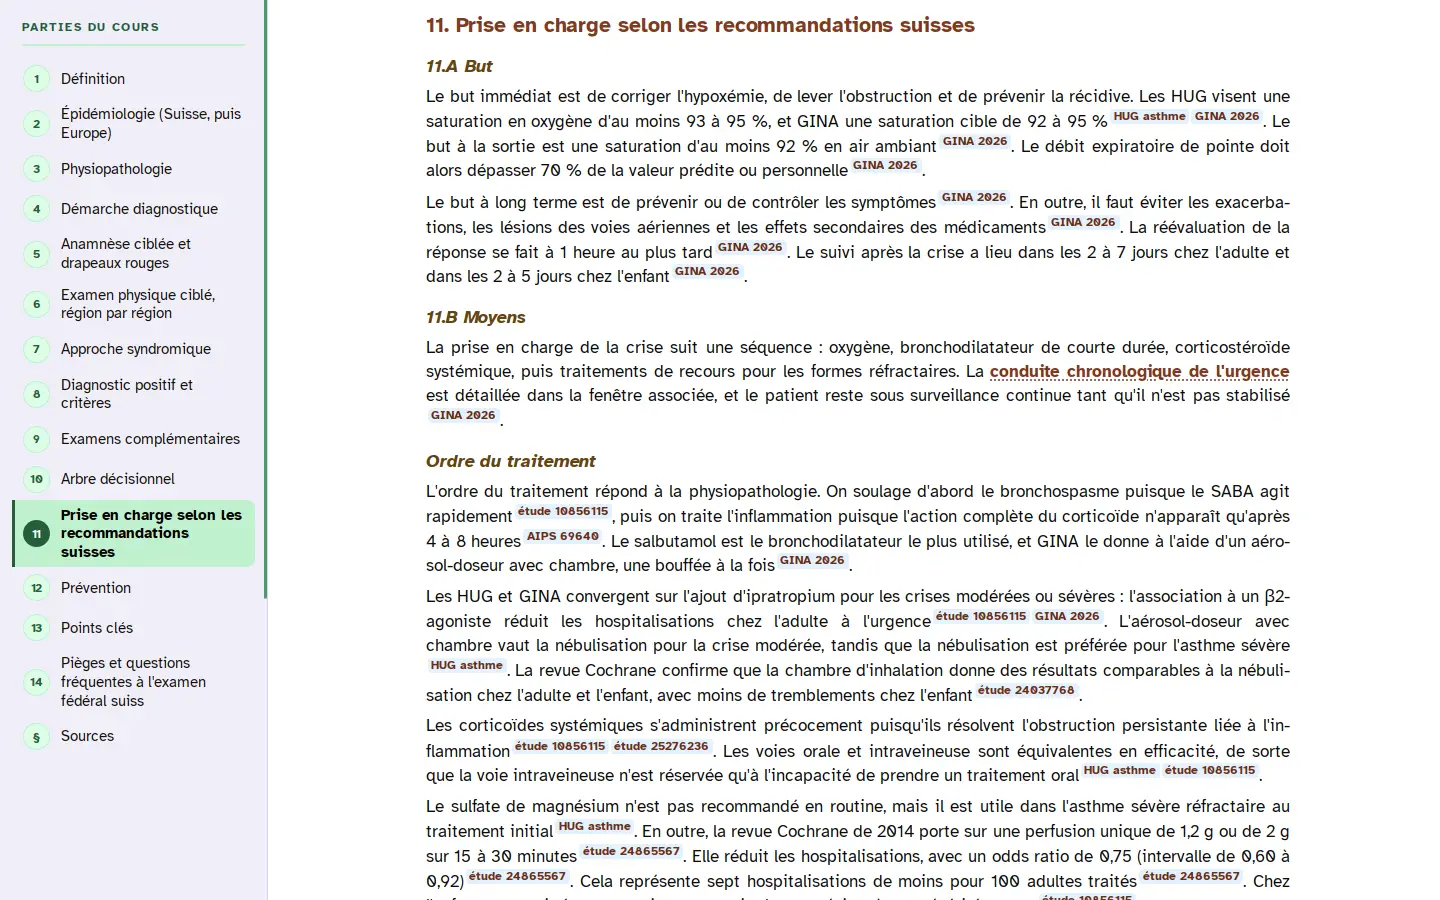 PARTIES DU COURS
1 Définition
2 Épidémiologie (Suisse, puis
Europe)
3 Physiopathologie
4 Démarche diagnostique
5 Anamnèse ciblée et
drapeaux rouges
6 Examen physique ciblé,
région par région
7 Approche syndromique
8 Diagnostic positif et
critères
9 Examens complémentaires
10 Arbre décisionnel
11 Prise en charge selon les
recommandations
suisses
12 Prévention
13 Points clés
14 Pièges et questions
fréquentes à l'examen
fédéral suiss
§ Sources
11. Prise en charge selon les recommandations suisses
11.A But
Le but immédiat est de corriger l'hypoxémie, de lever l'obstruction et de prévenir la récidive. Les HUG visent une
saturation en oxygène d'au moins 93 à 95 %, et GINA une saturation cible de 92 à 95 % HUG asthme GINA 2026. Le
but à la sortie est une saturation d'au moins 92 % en air ambiant GINA 2026. Le débit expiratoire de pointe doit
alors dépasser 70 % de la valeur prédite ou personnelle GINA 2026.
Le but à long terme est de prévenir ou de contrôler les symptômes GINA 2026. En outre, il faut éviter les exacerba-
tions, les lésions des voies aériennes et les effets secondaires des médicaments GINA 2026. La réévaluation de la
réponse se fait à 1 heure au plus tard GINA 2026. Le suivi après la crise a lieu dans les 2 à 7 jours chez l'adulte et
dans les 2 à 5 jours chez l'enfant GINA 2026.
11.B Moyens
La prise en charge de la crise suit une séquence : oxygène, bronchodilatateur de courte durée, corticostéroïde
systémique, puis traitements de recours pour les formes réfractaires. La conduite chronologique de l'urgence
est détaillée dans la fenêtre associée, et le patient reste sous surveillance continue tant qu'il n'est pas stabilisé
GINA 2026.
Ordre du traitement
L'ordre du traitement répond à la physiopathologie. On soulage d'abord le bronchospasme puisque le SABA agit
rapidement étude 10856115, puis on traite l'inflammation puisque l'action complète du corticoïde n'apparaît qu'après
4 à 8 heures AIPS 69640. Le salbutamol est le bronchodilatateur le plus utilisé, et GINA le donne à l'aide d'un aéro-
sol-doseur avec chambre, une bouffée à la fois GINA 2026.
Les HUG et GINA convergent sur l'ajout d'ipratropium pour les crises modérées ou sévères : l'association à un β2-
agoniste réduit les hospitalisations chez l'adulte à l'urgence étude 10856115 GINA 2026. L'aérosol-doseur avec
chambre vaut la nébulisation pour la crise modérée, tandis que la nébulisation est préférée pour l'asthme sévère
HUG asthme. La revue Cochrane confirme que la chambre d'inhalation donne des résultats comparables à la nébuli-
sation chez l'adulte et l'enfant, avec moins de tremblements chez l'enfant étude 24037768.
Les corticoïdes systémiques s'administrent précocement puisqu'ils résolvent l'obstruction persistante liée à l'in-
flammation étude 10856115 étude 25276236. Les voies orale et intraveineuse sont équivalentes en efficacité, de sorte
que la voie intraveineuse n'est réservée qu'à l'incapacité de prendre un traitement oral HUG asthme étude 10856115.
Le sulfate de magnésium n'est pas recommandé en routine, mais il est utile dans l'asthme sévère réfractaire au
traitement initial HUG asthme. En outre, la revue Cochrane de 2014 porte sur une perfusion unique de 1,2 g ou de 2 g
sur 15 à 30 minutes étude 24865567. Elle réduit les hospitalisations, avec un odds ratio de 0,75 (intervalle de 0,60 à
0,92) étude 24865567. Cela représente sept hospitalisations de moins pour 100 adultes traités étude 24865567. Chez